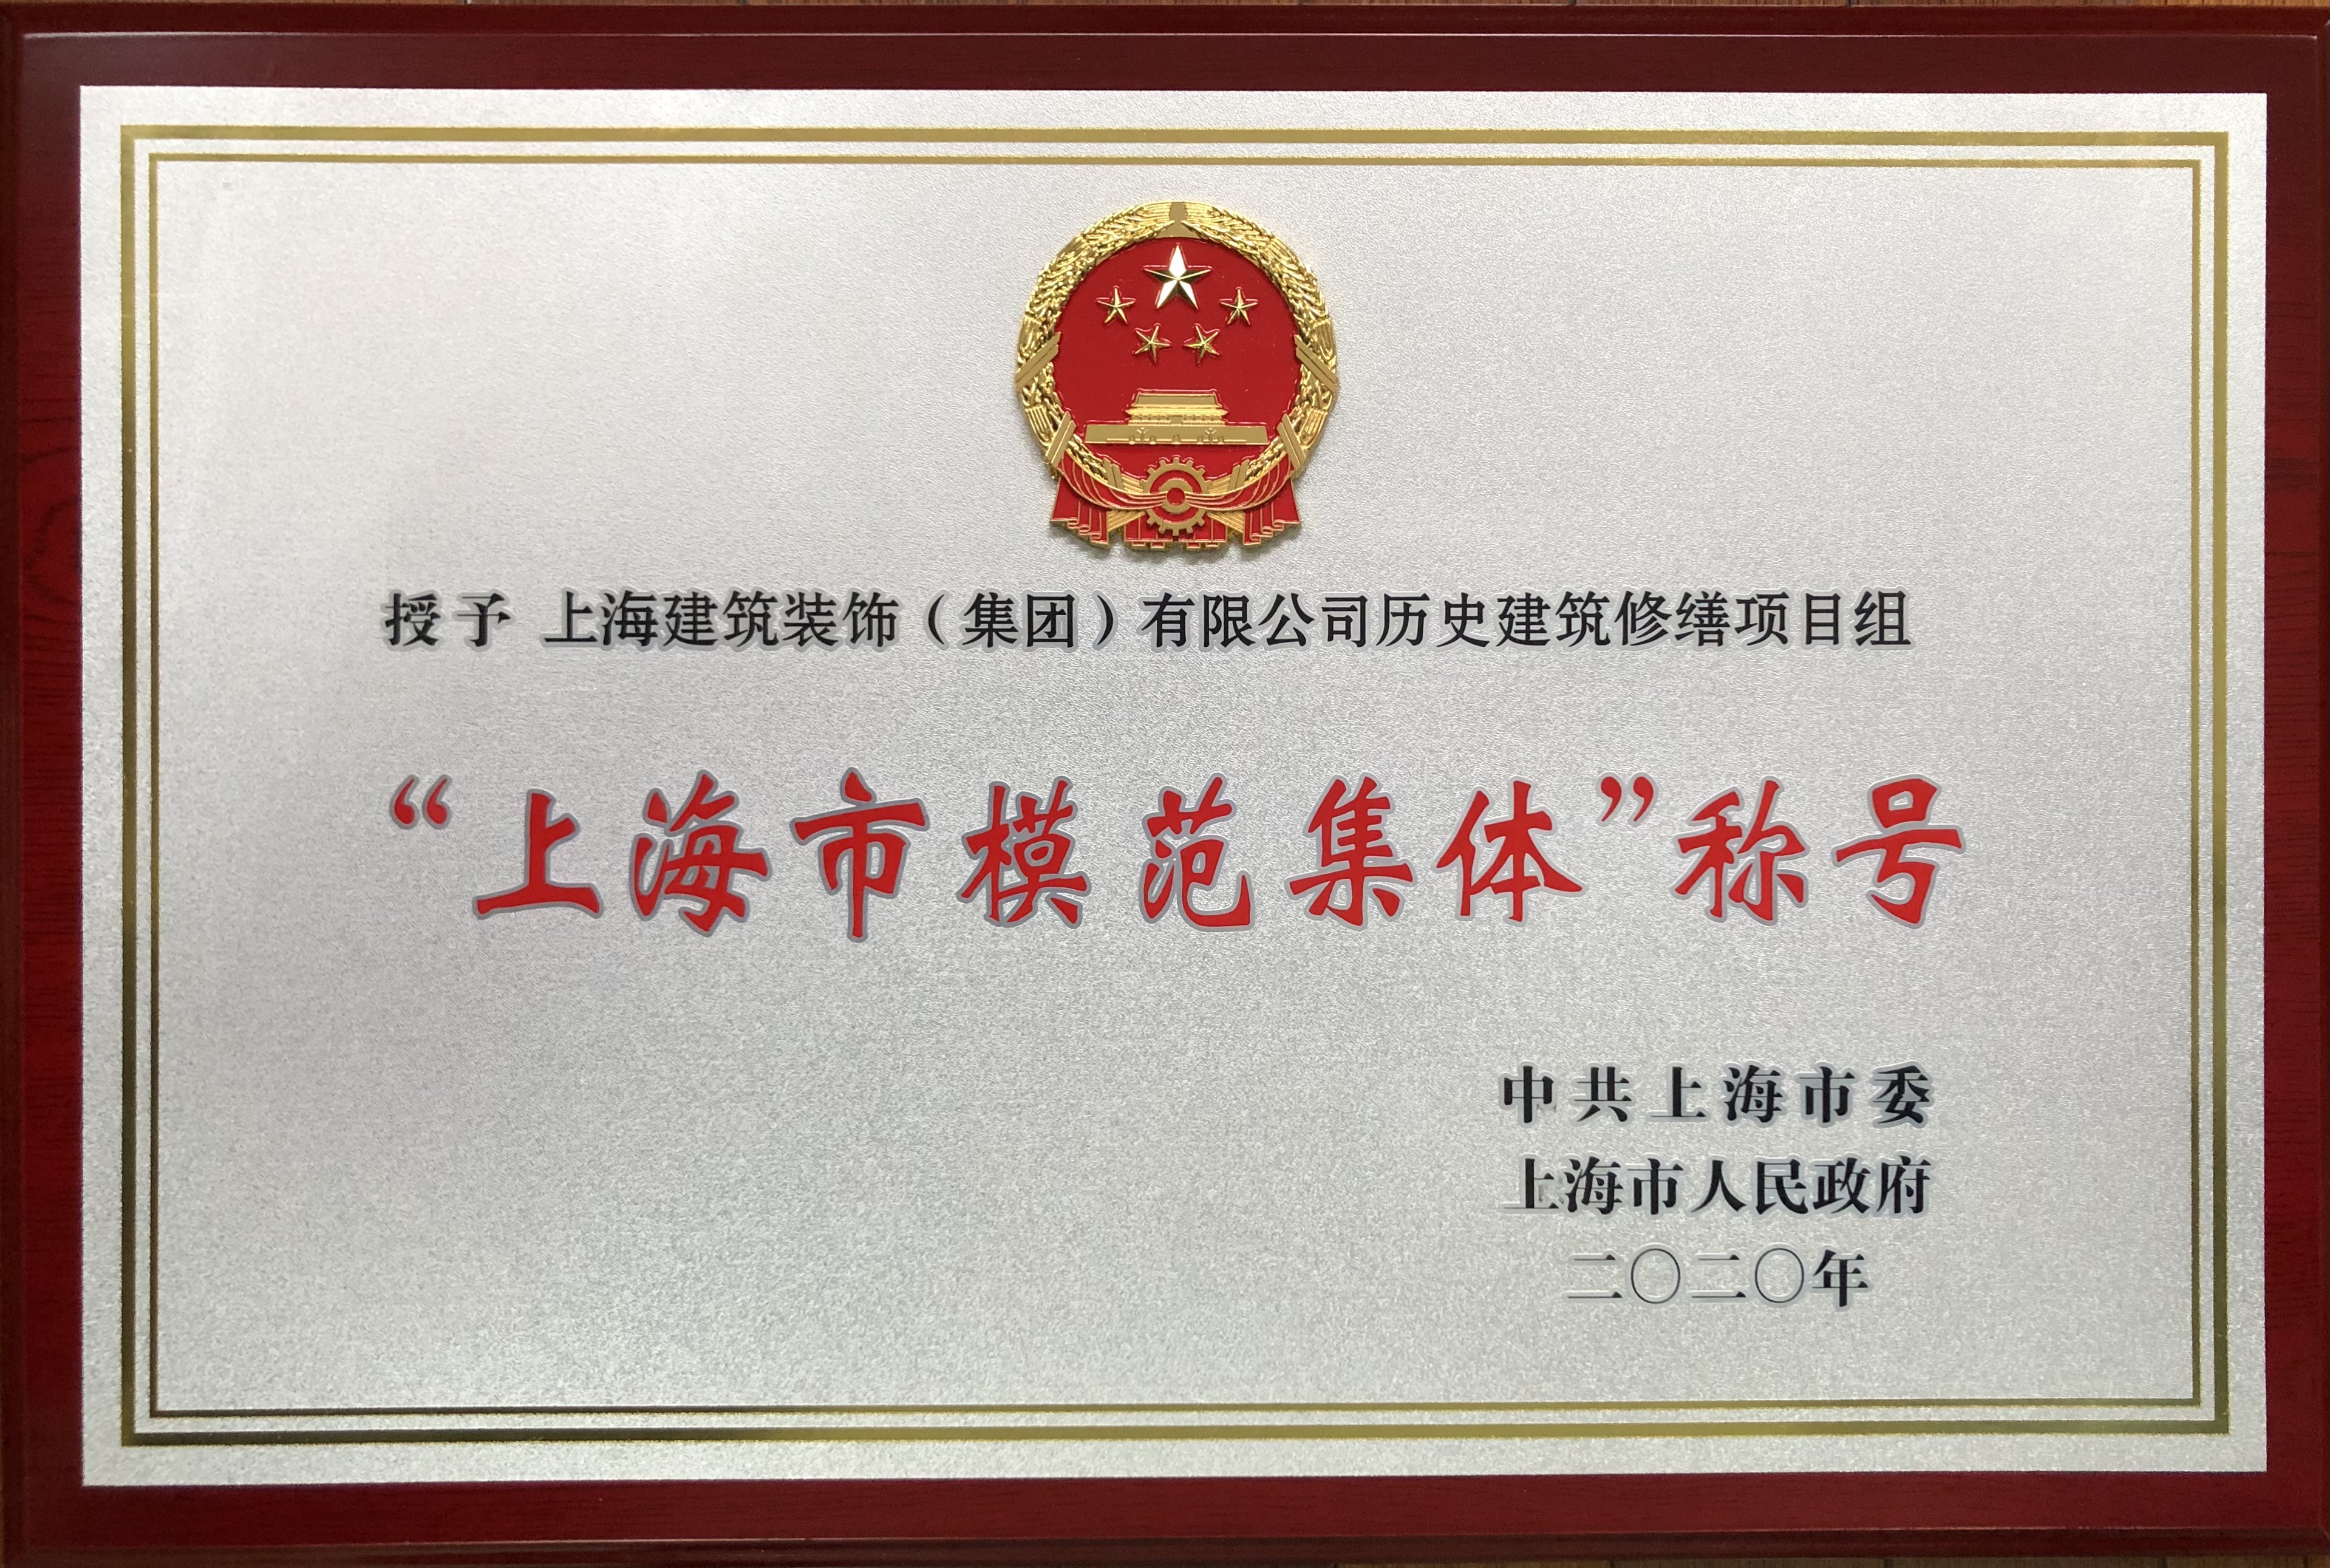 授予 上海建筑装饰（集团）有限公司历史建筑修缮项目组
“上海市模范集体”称号
中共上海市委
上海市人民政府
二〇二〇年